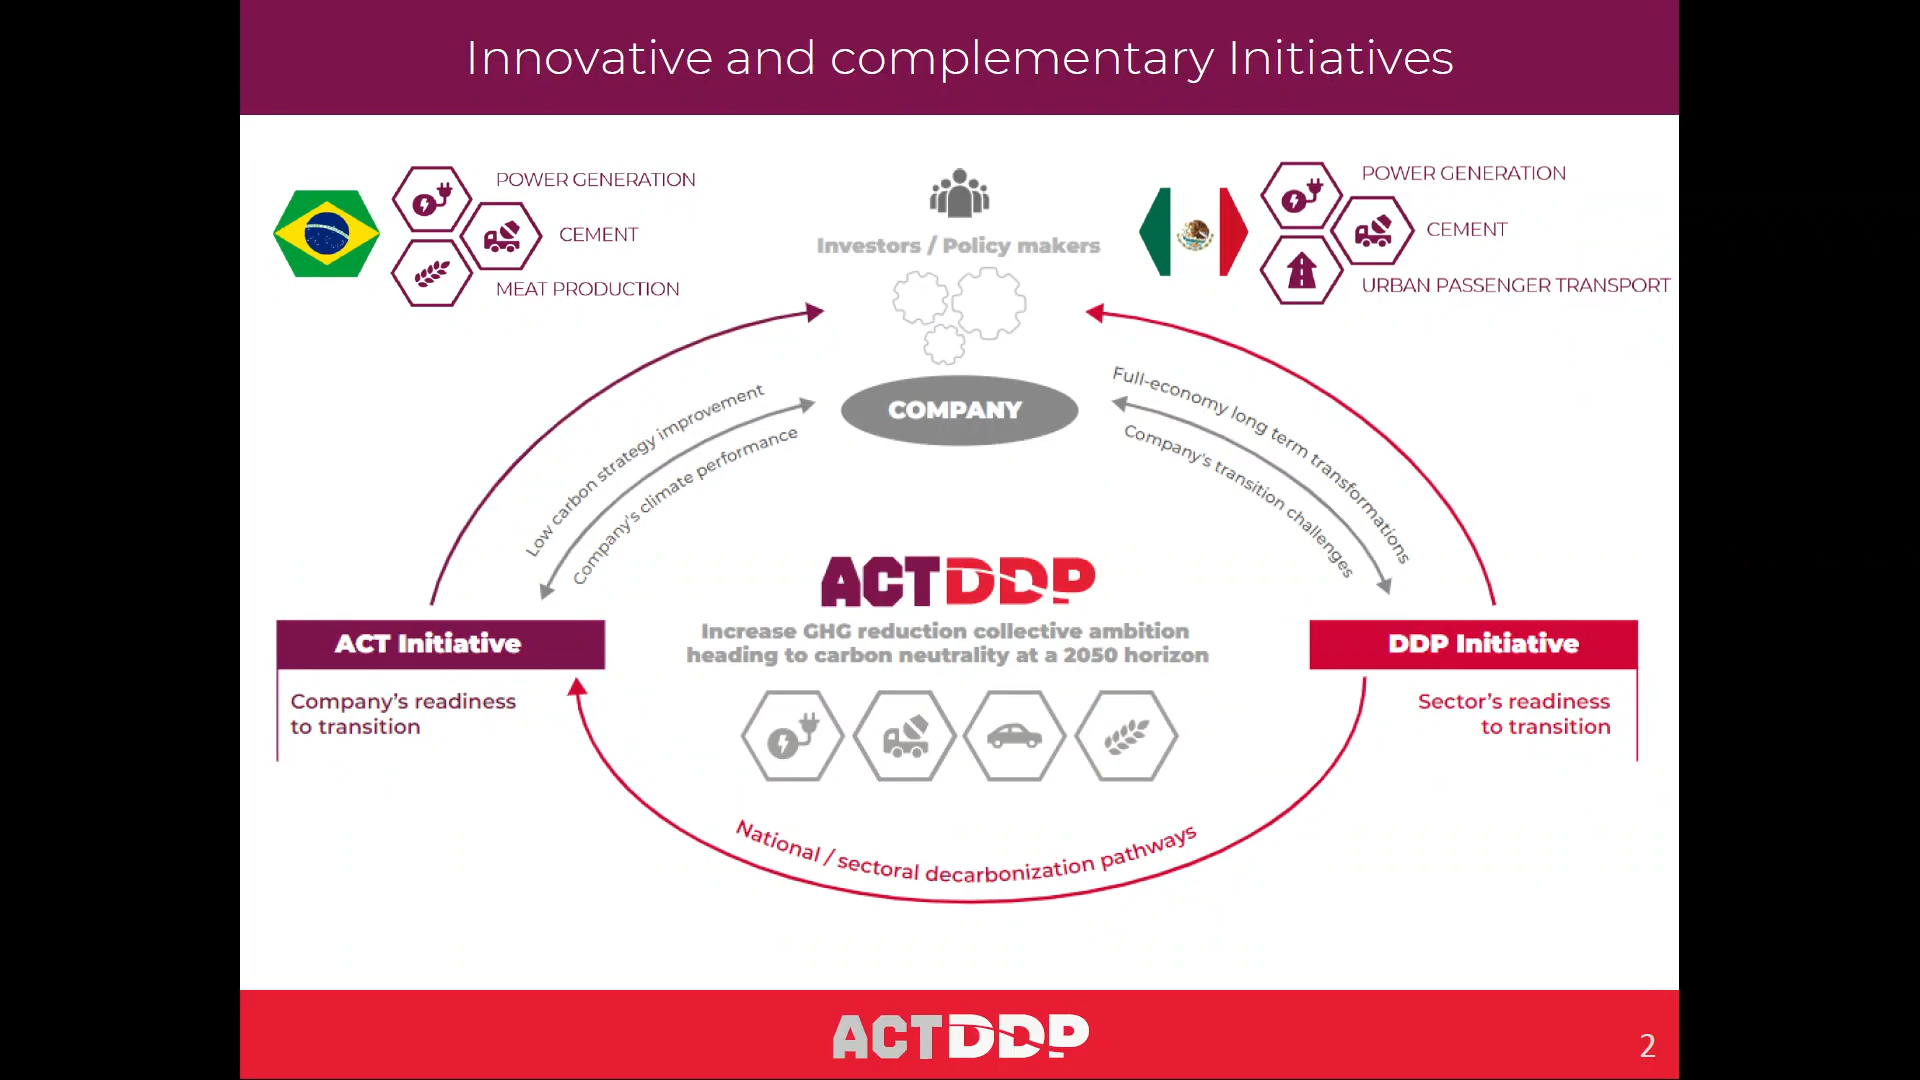 Innovative and complementary Initiatives
POWER GENERATION
CEMENT
MEAT PRODUCTION
Investors / Policy makers
POWER GENERATION
CEMENT
URBAN PASSENGER TRANSPORT
COMPANY
Low carbon strategy improvement
Company's climate performance
Full-economy long term transformations
Company's transition challenges
ACTDDP
Increase GHG reduction collective ambition
heading to carbon neutrality at a 2050 horizon
ACT Initiative
Company's readiness
to transition
DDP Initiative
Sector's readiness
to transition
National / sectoral decarbonization pathways
ACTDDP
2